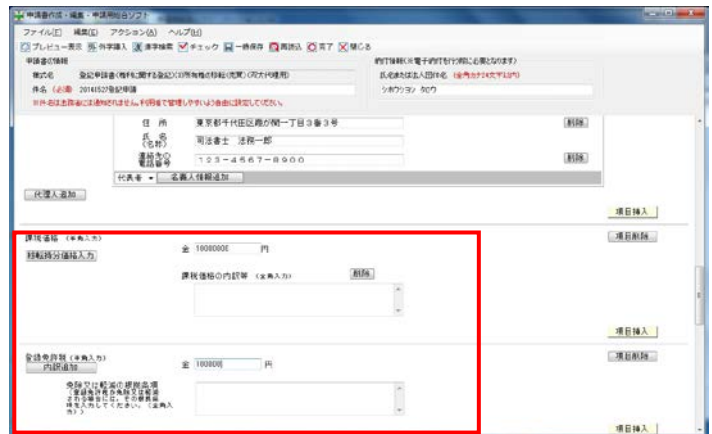 申請書作成・編集・申請用総合ソフト
ファイル(F) 編集(E) アクション(A) ヘルプ(H)
プレビュー表示 外字挿入 漢字検索 チェック 一時保存 再読込 完了 閉じる
申請書の情報
様式名 登記申請書(権利に関する登記)(3)所有権の移転(売買)(双方代理用)
件名 (必須) 20141027登記申請
※件名は法務省には通知されません。利用者で管理しやすいよう自由に設定してください。
納付情報(※電子納付を行う際に必要となります)
氏名または法人団体名 (全角カナ24文字以内)
シホウショシ タロウ
住 所 東京都千代田区霞が関一丁目3番3号 削除
氏 名
(名称) 司法書士 法務一郎
連絡先の
電話番号 123-4567-8900 削除
代表者 名義人情報追加
代理人追加
項目挿入
課税価格 (半角入力) 項目削除
移転持分価格入力 金 10000000 円
課税価格の内訳等 (全角入力) 削除
項目挿入
登録免許税 (半角入力) 項目削除
内訳追加 金 100000 円
免除又は軽減の根拠条項
(登録免許税が免除又は軽減
される場合には、その根拠条
項を入力してください。(全角入
力))
項目挿入